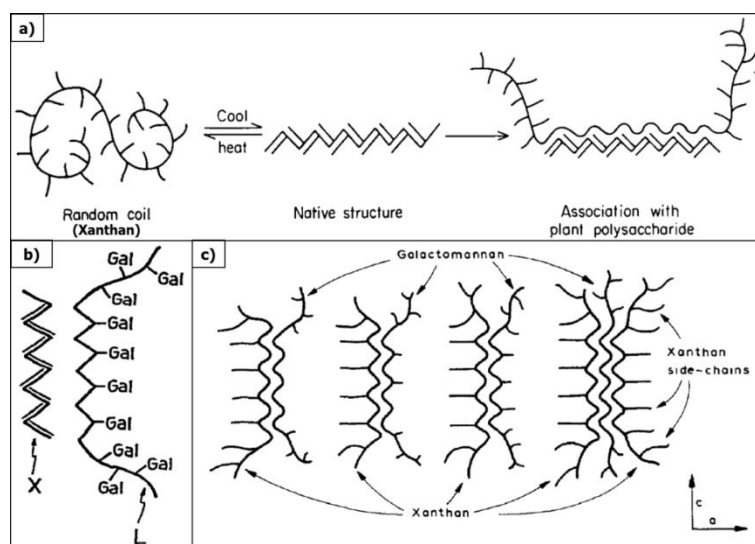 a)
Cool
heat
Random coil
(Xanthan)
Native structure
Association with
plant polysaccharide
b)
Gal
Gal
Gal
Gal
Gal
Gal
Gal
Gal
Gal
X
L
c)
Galactomannan
Xanthan
side-chains
Xanthan
c
a